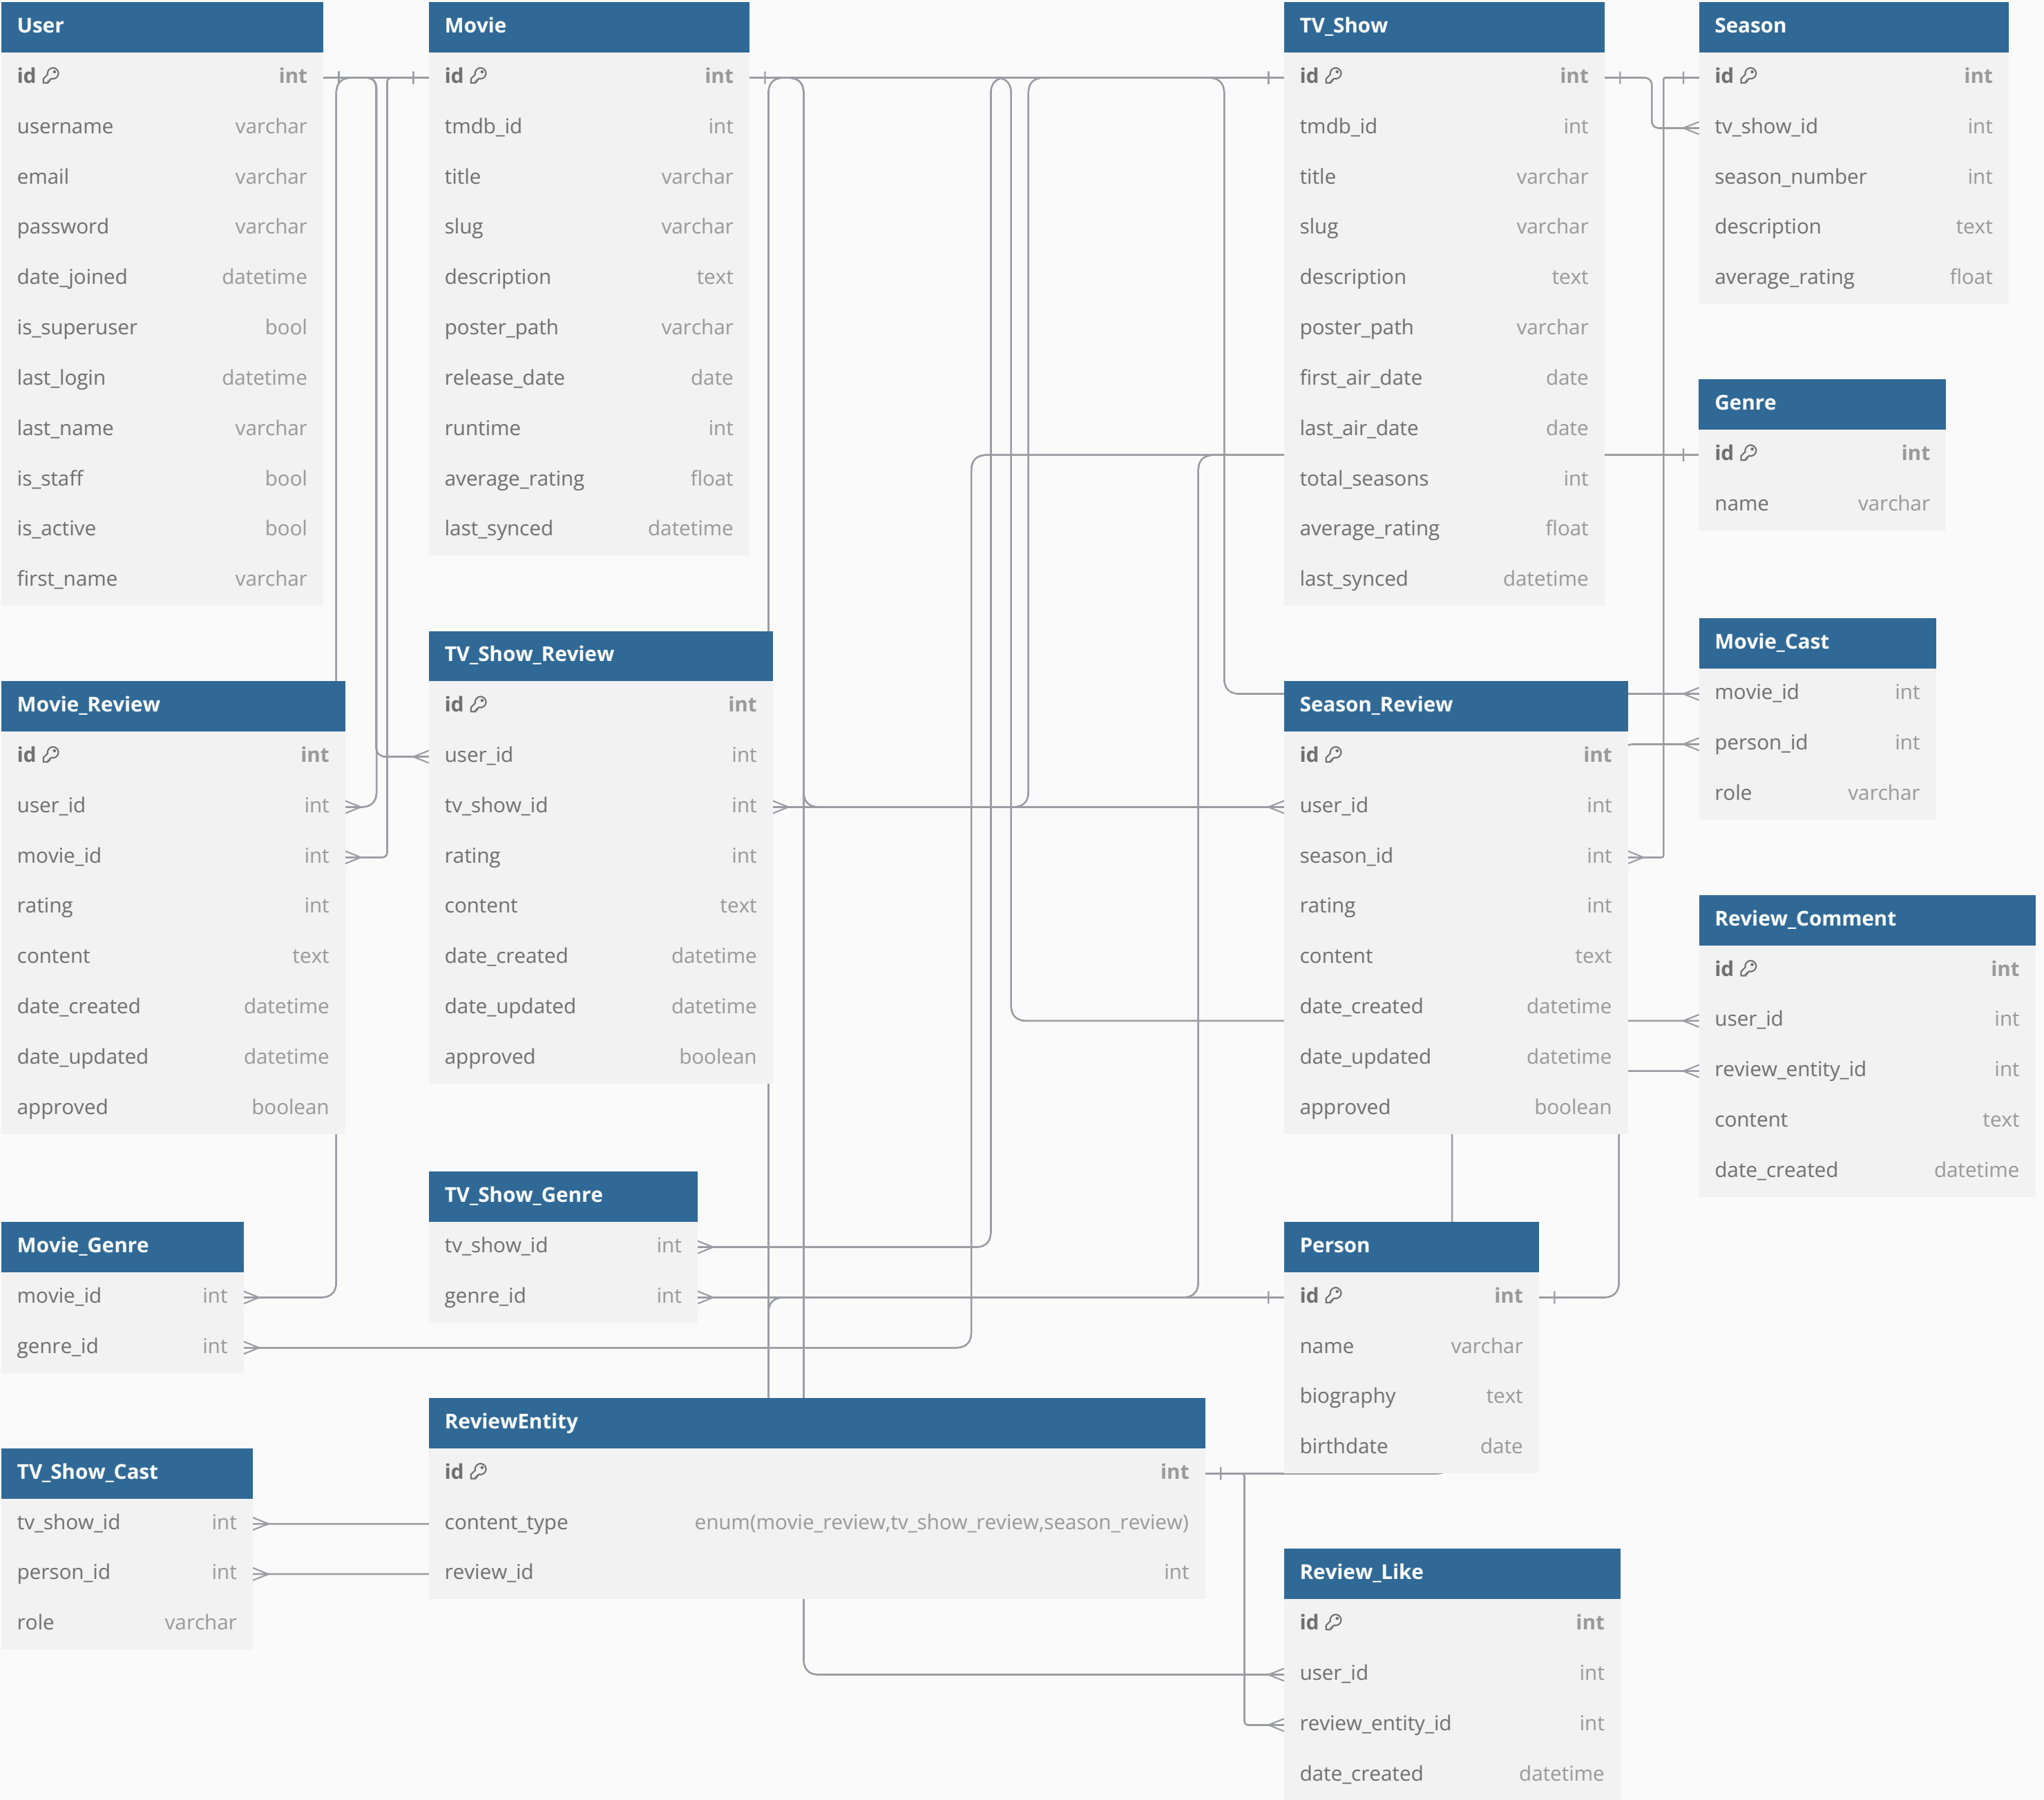 User
id int
username varchar
email varchar
password varchar
date_joined datetime
is_superuser bool
last_login datetime
last_name varchar
is_staff bool
is_active bool
first_name varchar
Movie
id int
tmdb_id int
title varchar
slug varchar
description text
poster_path varchar
release_date date
runtime int
average_rating float
last_synced datetime
TV_Show
id int
tmdb_id int
title varchar
slug varchar
description text
poster_path varchar
first_air_date date
last_air_date date
total_seasons int
average_rating float
last_synced datetime
Season
id int
tv_show_id int
season_number int
description text
average_rating float
Genre
id int
name varchar
Movie_Review
id int
user_id int
movie_id int
rating int
content text
date_created datetime
date_updated datetime
approved boolean
TV_Show_Review
id int
user_id int
tv_show_id int
rating int
content text
date_created datetime
date_updated datetime
approved boolean
Season_Review
id int
user_id int
season_id int
rating int
content text
date_created datetime
date_updated datetime
approved boolean
Movie_Cast
movie_id int
person_id int
role varchar
Review_Comment
id int
user_id int
review_entity_id int
content text
date_created datetime
Movie_Genre
movie_id int
genre_id int
TV_Show_Genre
tv_show_id int
genre_id int
Person
id int
name varchar
biography text
birthdate date
TV_Show_Cast
tv_show_id int
person_id int
role varchar
ReviewEntity
id int
content_type enum(movie_review,tv_show_review,season_review)
review_id int
Review_Like
id int
user_id int
review_entity_id int
date_created datetime